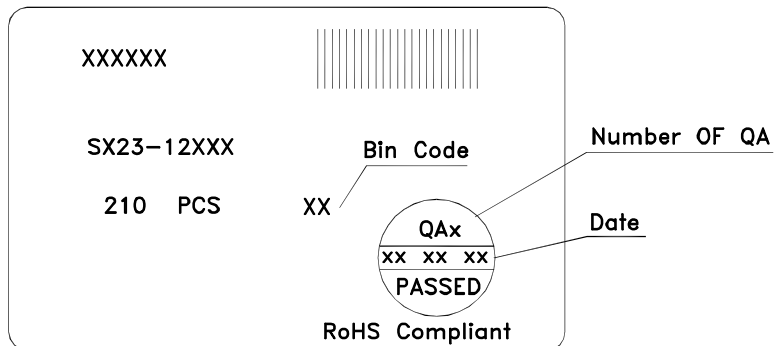 XXXXXX
SX23-12XXX
Bin Code
Number OF QA
210 PCS
XX
QAx
Date
xx xx xx
PASSED
RoHS Compliant